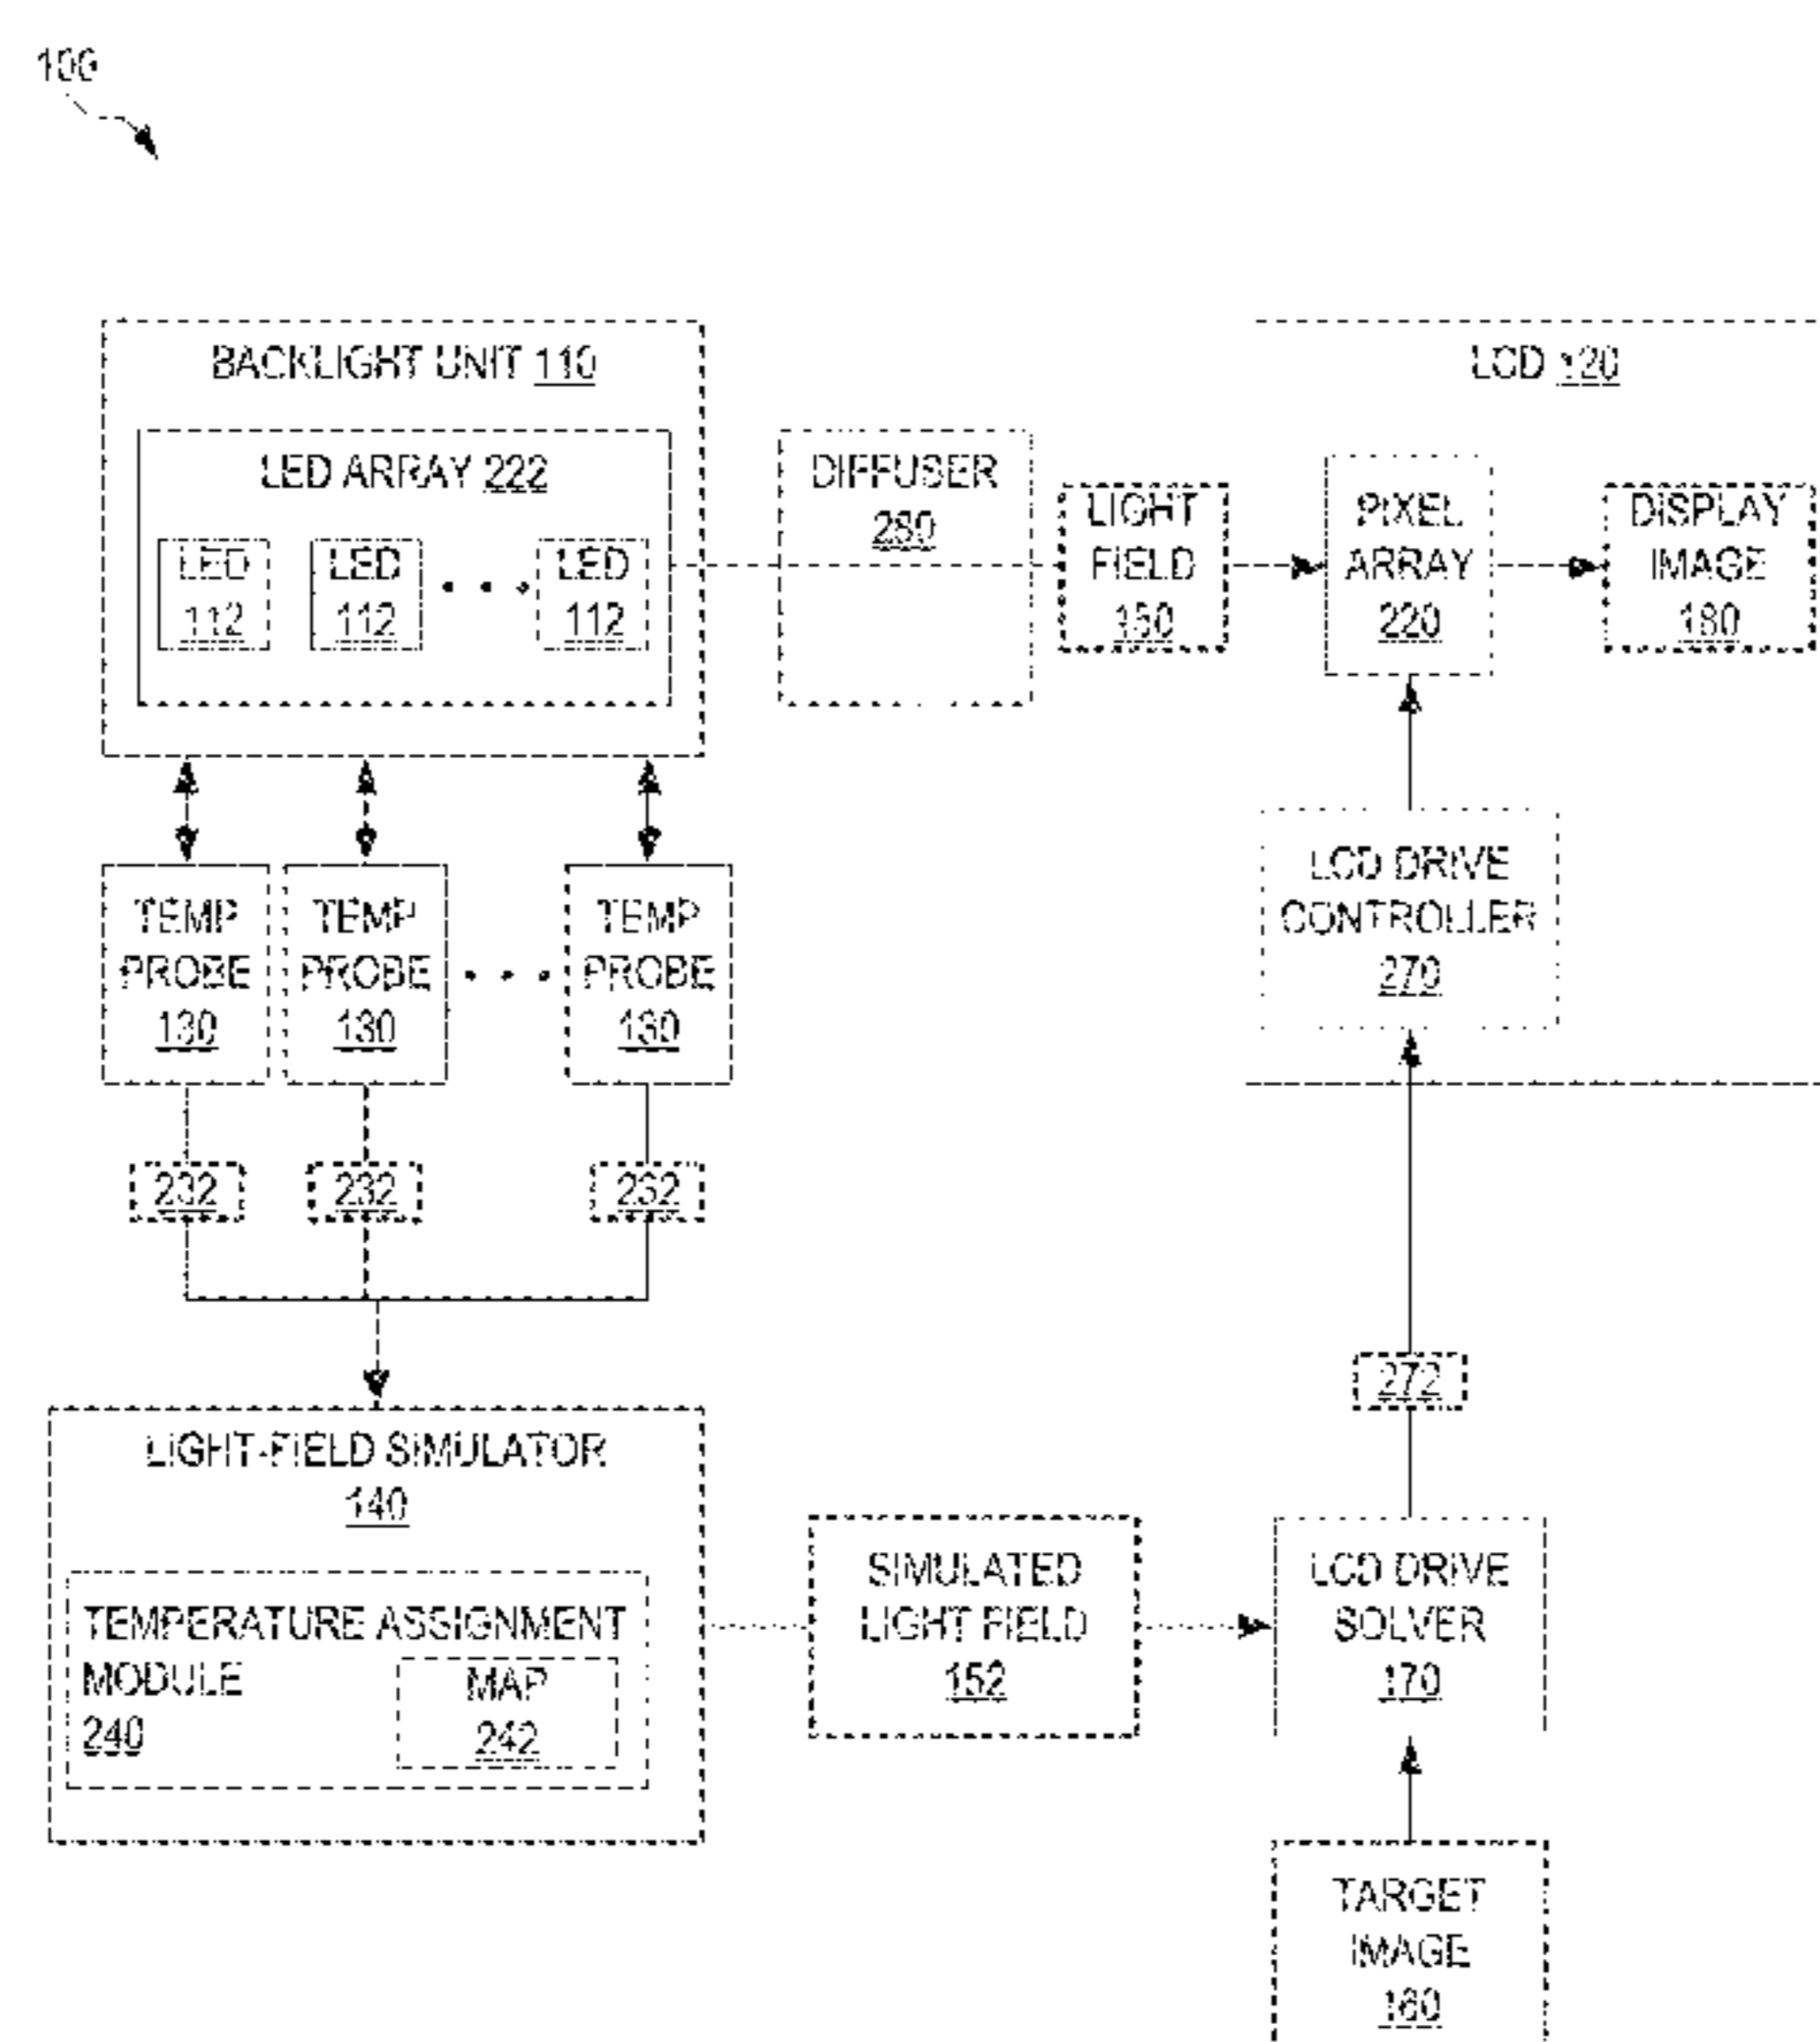 100
BACKLIGHT UNIT 110
LED ARRAY 222
LED
112
LED
112
LED
112
DIFFUSER
280
LIGHT
FIELD
150
LCD 120
PIXEL
ARRAY
220
DISPLAY
IMAGE
180
LCD DRIVE
CONTROLLER
270
TEMP
PROBE
130
TEMP
PROBE
130
TEMP
PROBE
130
232
232
232
272
LIGHT-FIELD SIMULATOR
140
TEMPERATURE ASSIGNMENT
MODULE
240
MAP
242
SIMULATED
LIGHT FIELD
152
LCD DRIVE
SOLVER
170
TARGET
IMAGE
160